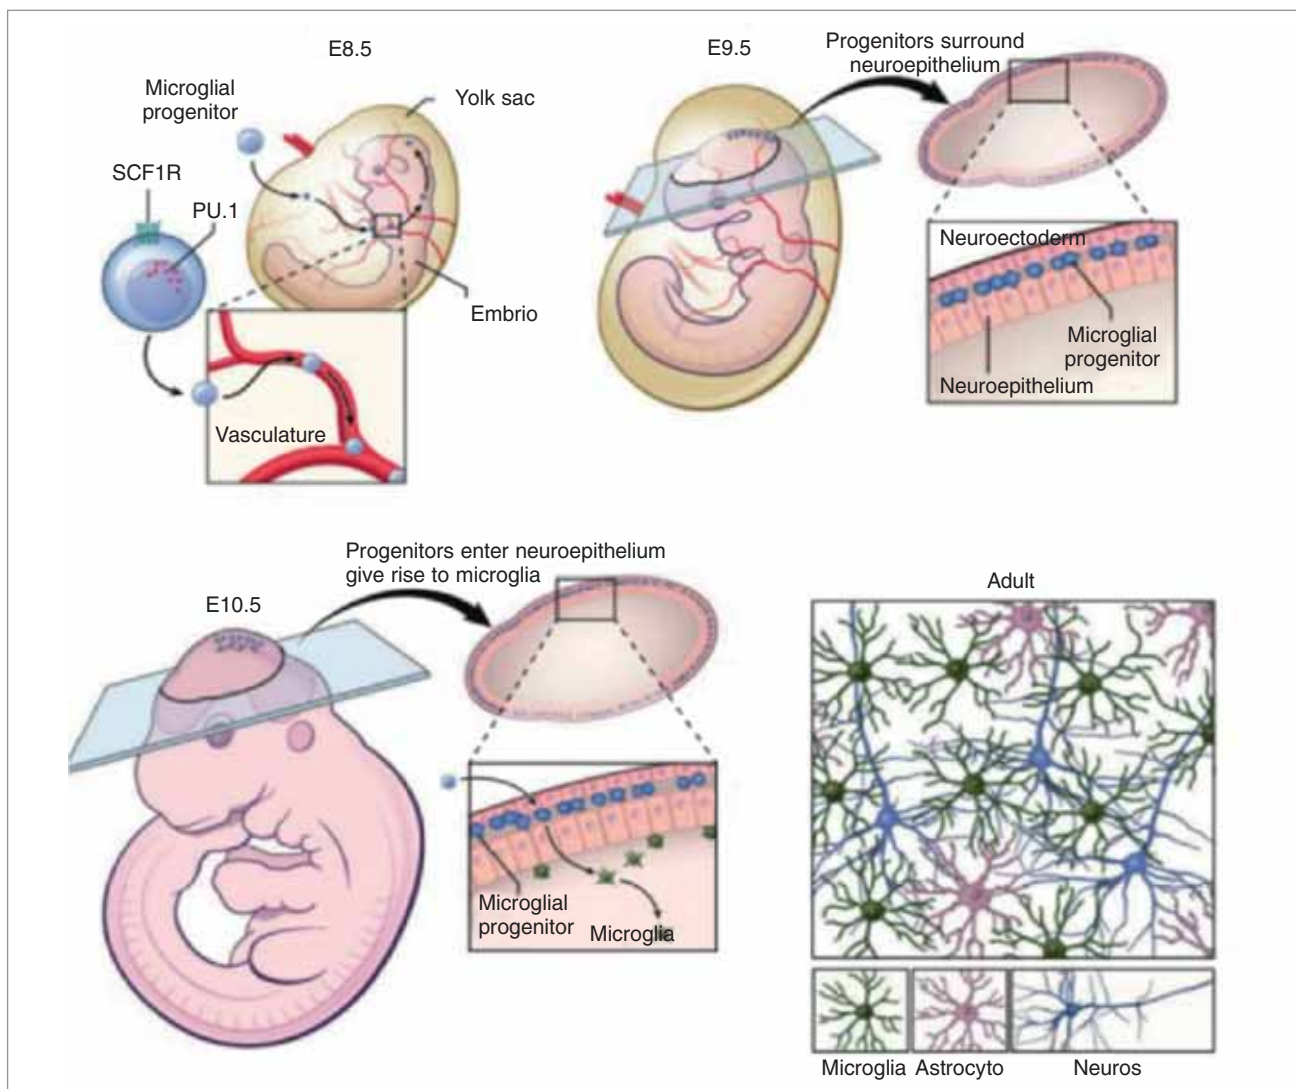 E8.5
Microglial
progenitor
Yolk sac
SCF1R
PU.1
Embrio
Vasculature
E9.5
Progenitors surround
neuroepithelium
Neuroectoderm
Microglial
progenitor
Neuroepithelium
Progenitors enter neuroepithelium
give rise to microglia
E10.5
Microglial
progenitor
Microglia
Adult
Microglia
Astrocyto
Neuros